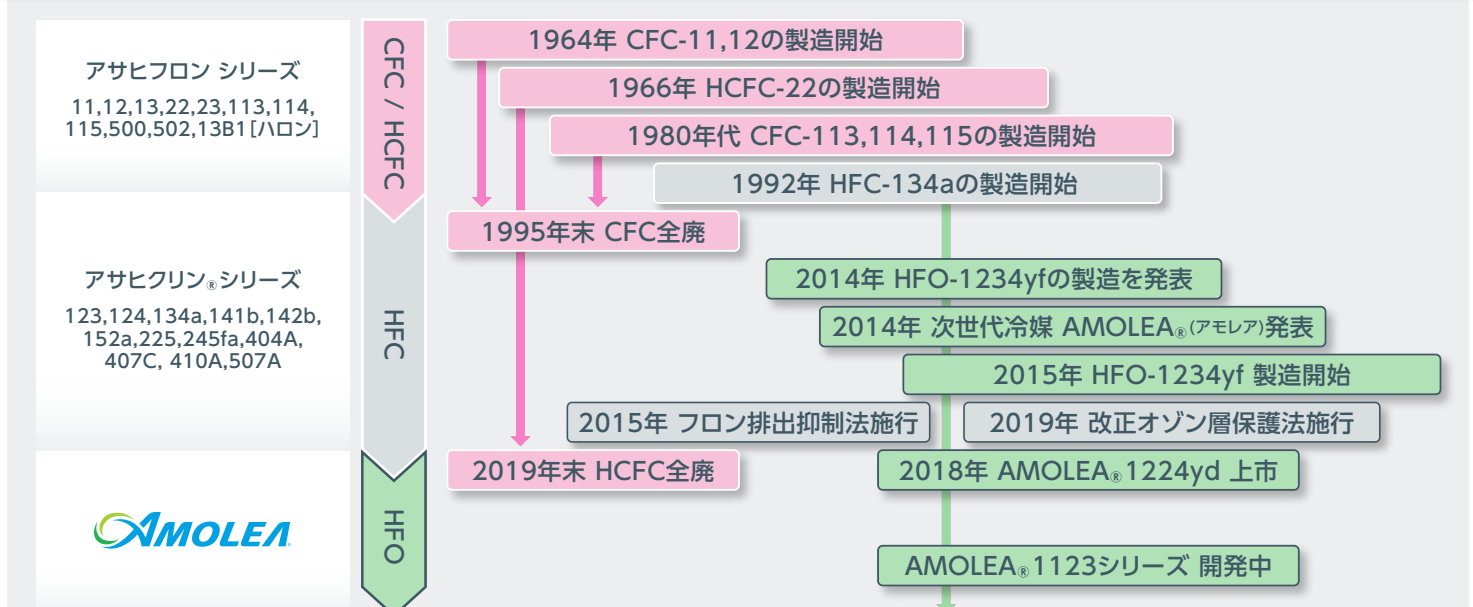 アサヒフロン シリーズ
11,12,13,22,23,113,114,
115,500,502,13B1[ハロン]
アサヒクリン®シリーズ
123,124,134a,141b,142b,
152a,225,245fa,404A,
407C, 410A,507A
AMOLEA
CFC / HCFC
HFC
HFO
1964年 CFC-11,12の製造開始
1966年 HCFC-22の製造開始
1980年代 CFC-113,114,115の製造開始
1992年 HFC-134aの製造開始
1995年末 CFC全廃
2014年 HFO-1234yfの製造を発表
2014年 次世代冷媒 AMOLEA®(アモレア)発表
2015年 HFO-1234yf 製造開始
2015年 フロン排出抑制法施行
2019年 改正オゾン層保護法施行
2019年末 HCFC全廃
2018年 AMOLEA®1224yd 上市
AMOLEA®1123シリーズ 開発中